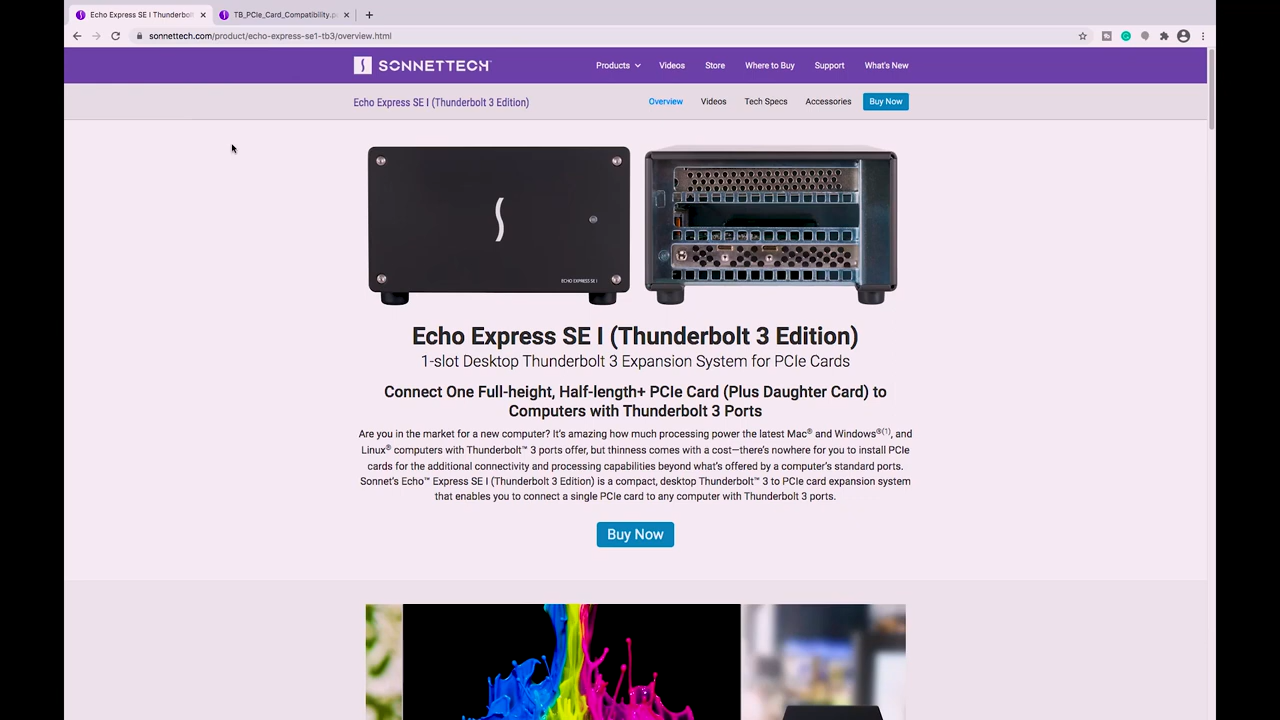 Echo Express SE I Thunderbolt
TB_PCIe_Card_Compatibility.p
sonnettech.com/product/echo-express-se1-tb3/overview.html
SONNETTECH
Products
Videos
Store
Where to Buy
Support
What's New
Echo Express SE I (Thunderbolt 3 Edition)
Overview
Videos
Tech Specs
Accessories
Buy Now
ECHO EXPRESS SE I
Echo Express SE I (Thunderbolt 3 Edition)
1-slot Desktop Thunderbolt 3 Expansion System for PCIe Cards
Connect One Full-height, Half-length+ PCIe Card (Plus Daughter Card) to
Computers with Thunderbolt 3 Ports
Are you in the market for a new computer? It's amazing how much processing power the latest Mac® and Windows®(1), and
Linux® computers with Thunderbolt™ 3 ports offer, but thinness comes with a cost—there's nowhere for you to install PCIe
cards for the additional connectivity and processing capabilities beyond what's offered by a computer's standard ports.
Sonnet's Echo™ Express SE I (Thunderbolt 3 Edition) is a compact, desktop Thunderbolt™ 3 to PCIe card expansion system
that enables you to connect a single PCIe card to any computer with Thunderbolt 3 ports.
Buy Now